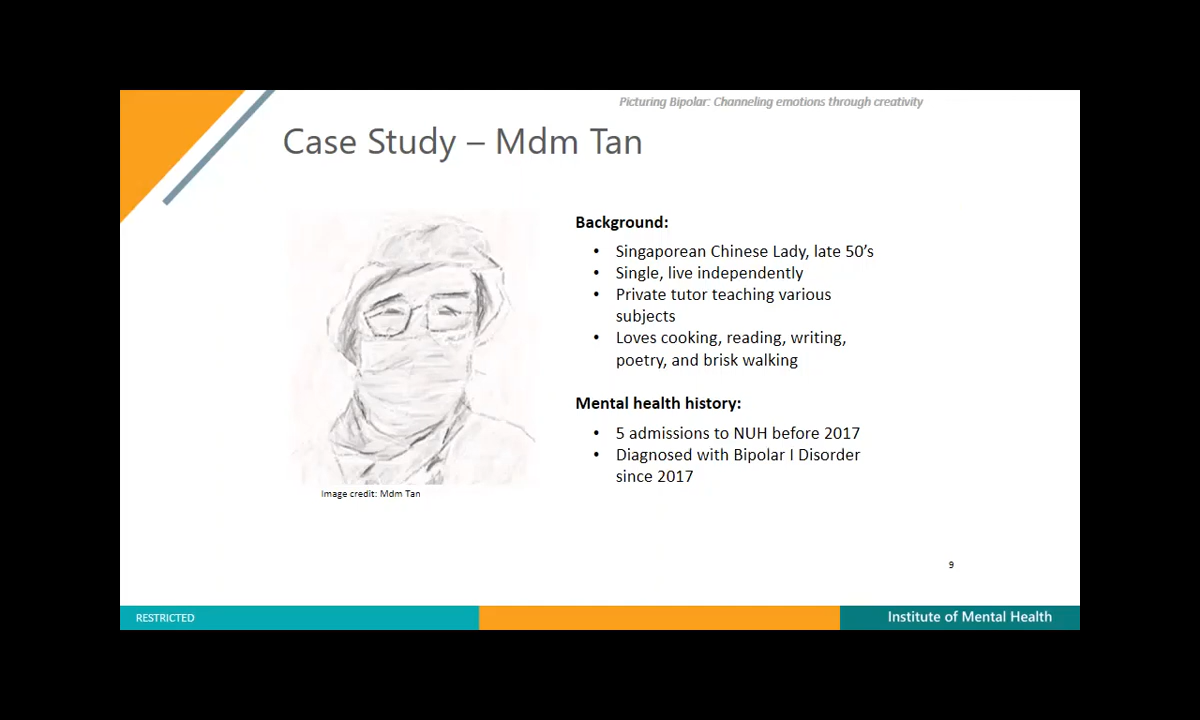 Picturing Bipolar: Channeling emotions through creativity
Case Study – Mdm Tan
Background:
• Singaporean Chinese Lady, late 50’s
• Single, live independently
• Private tutor teaching various
subjects
• Loves cooking, reading, writing,
poetry, and brisk walking
Mental health history:
• 5 admissions to NUH before 2017
• Diagnosed with Bipolar I Disorder
since 2017
Image credit: Mdm Tan
9
RESTRICTED
Institute of Mental Health